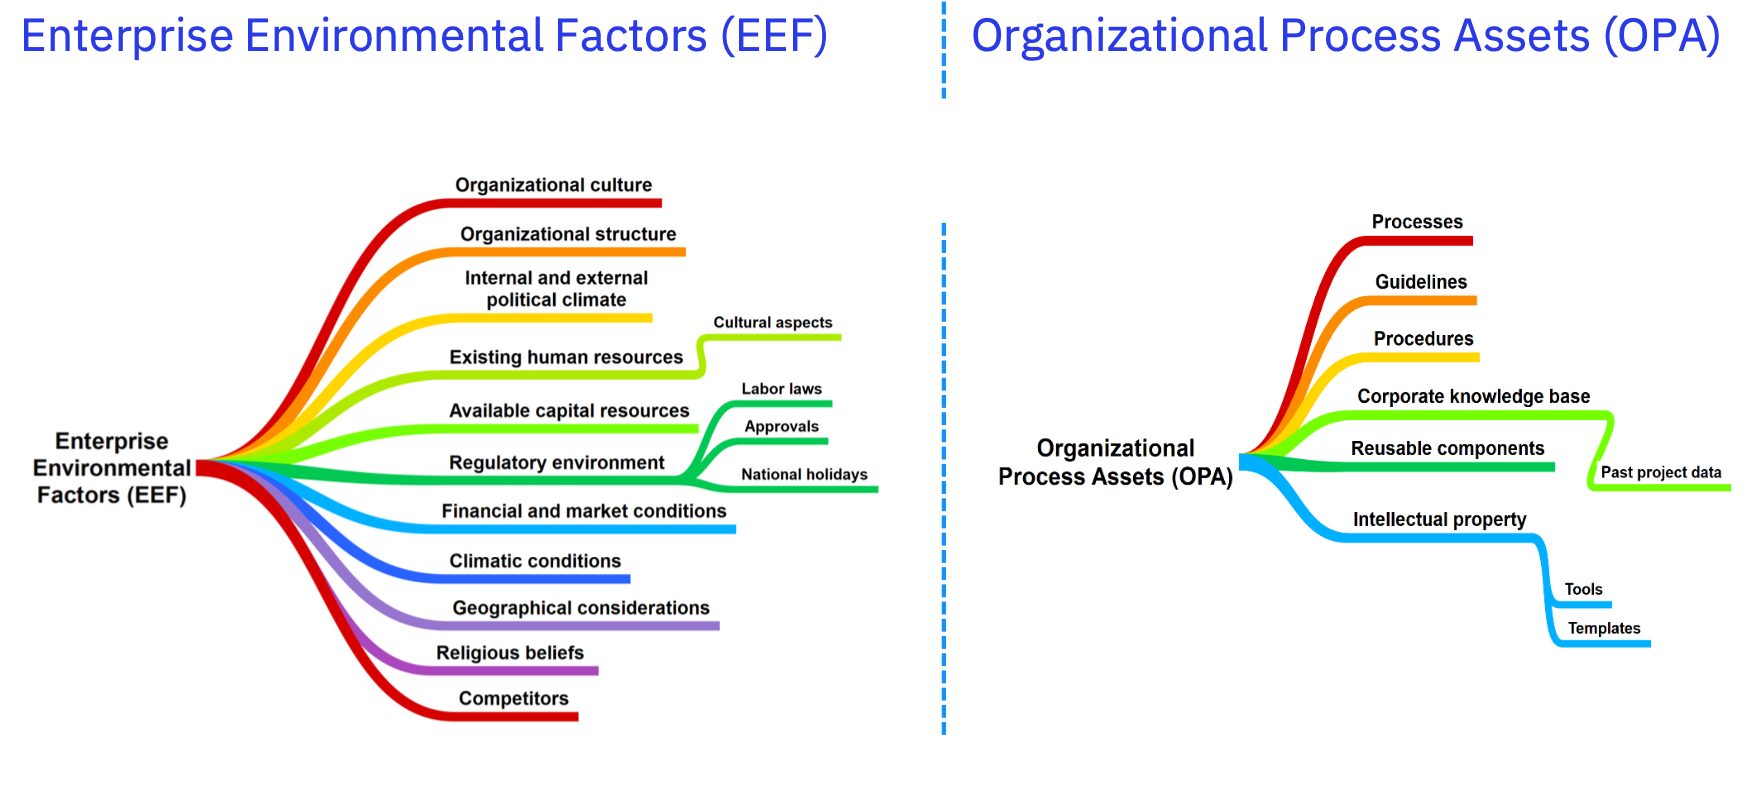 Enterprise Environmental Factors (EEF)
Organizational culture
Organizational structure
Internal and external
political climate
Existing human resources
Cultural aspects
Available capital resources
Regulatory environment
Labor laws
Approvals
National holidays
Enterprise
Environmental
Factors (EEF)
Financial and market conditions
Climatic conditions
Geographical considerations
Religious beliefs
Competitors
Organizational Process Assets (OPA)
Processes
Guidelines
Procedures
Corporate knowledge base
Past project data
Organizational
Process Assets (OPA)
Reusable components
Intellectual property
Tools
Templates